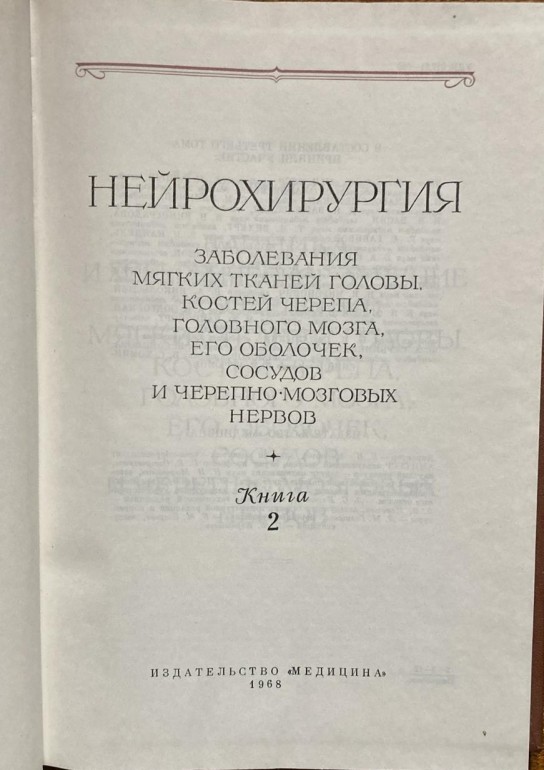 НЕЙРОХИРУРГИЯ
ЗАБОЛЕВАНИЯ
МЯГКИХ ТКАНЕЙ ГОЛОВЫ,
КОСТЕЙ ЧЕРЕПА,
ГОЛОВНОГО МОЗГА,
ЕГО ОБОЛОЧЕК,
СОСУДОВ
И ЧЕРЕПНО-МОЗГОВЫХ
НЕРВОВ
Книга
2
ИЗДАТЕЛЬСТВО «МЕДИЦИНА»
1968